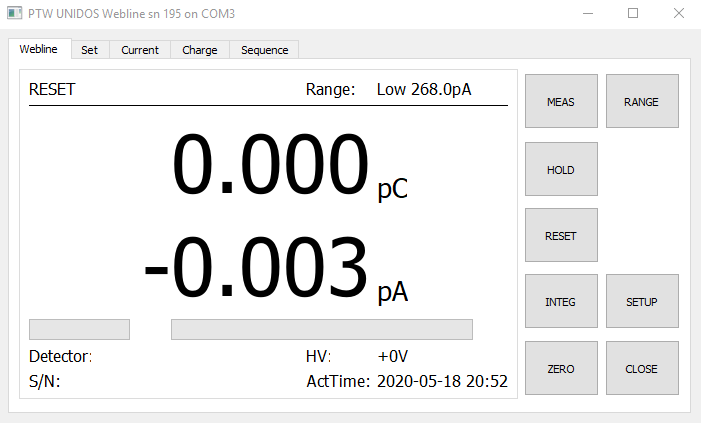 PTW UNIDOS Webline sn 195 on COM3
Webline Set Current Charge Sequence
RESET Range: Low 268.0pA
0.000 pC
-0.003 pA
Detector: HV: +0V
S/N: ActTime: 2020-05-18 20:52
MEAS RANGE
HOLD
RESET
INTEG SETUP
ZERO CLOSE